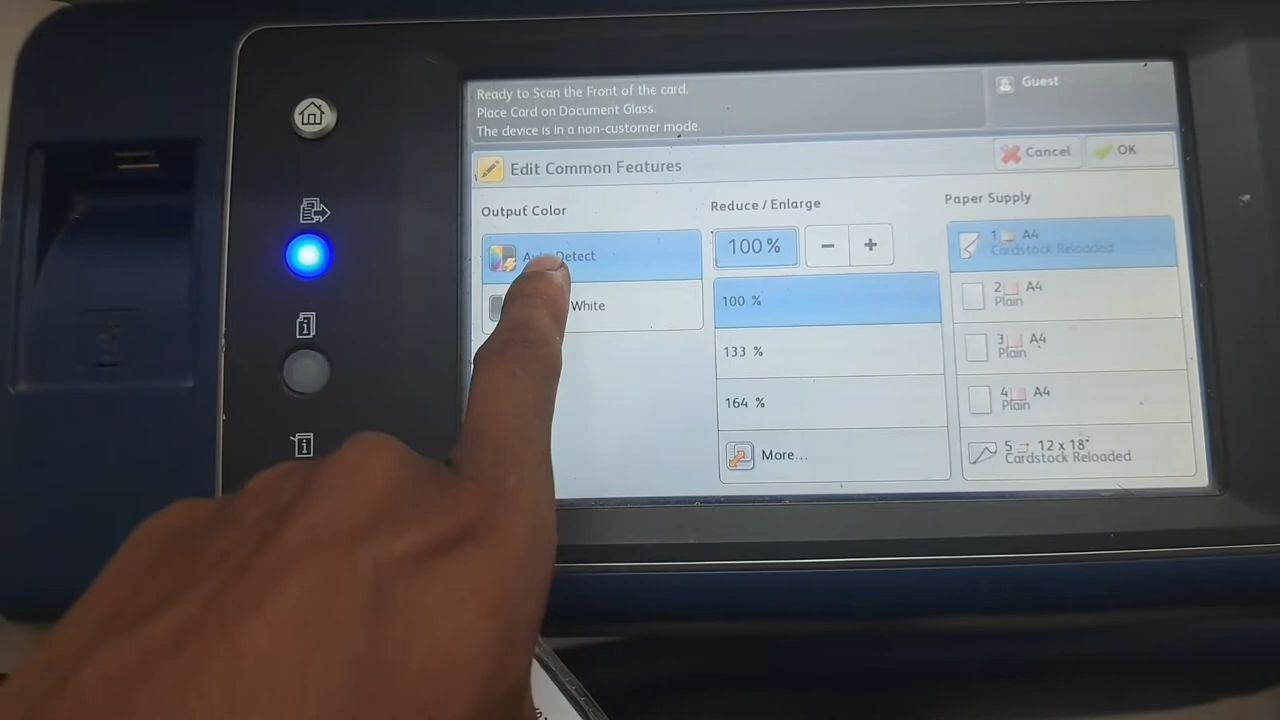 Ready to Scan the Front of the card.
Place Card on Document Glass.
The device is in a non-customer mode.
Guest
Edit Common Features
Cancel
OK
Output Color
Detect
White
Reduce / Enlarge
100%
− +
100 %
133 %
164 %
More...
Paper Supply
1 A4
Cardstock Reloaded
2 A4
Plain
3 A4
Plain
4 A4
Plain
5 12 x 18"
Cardstock Reloaded